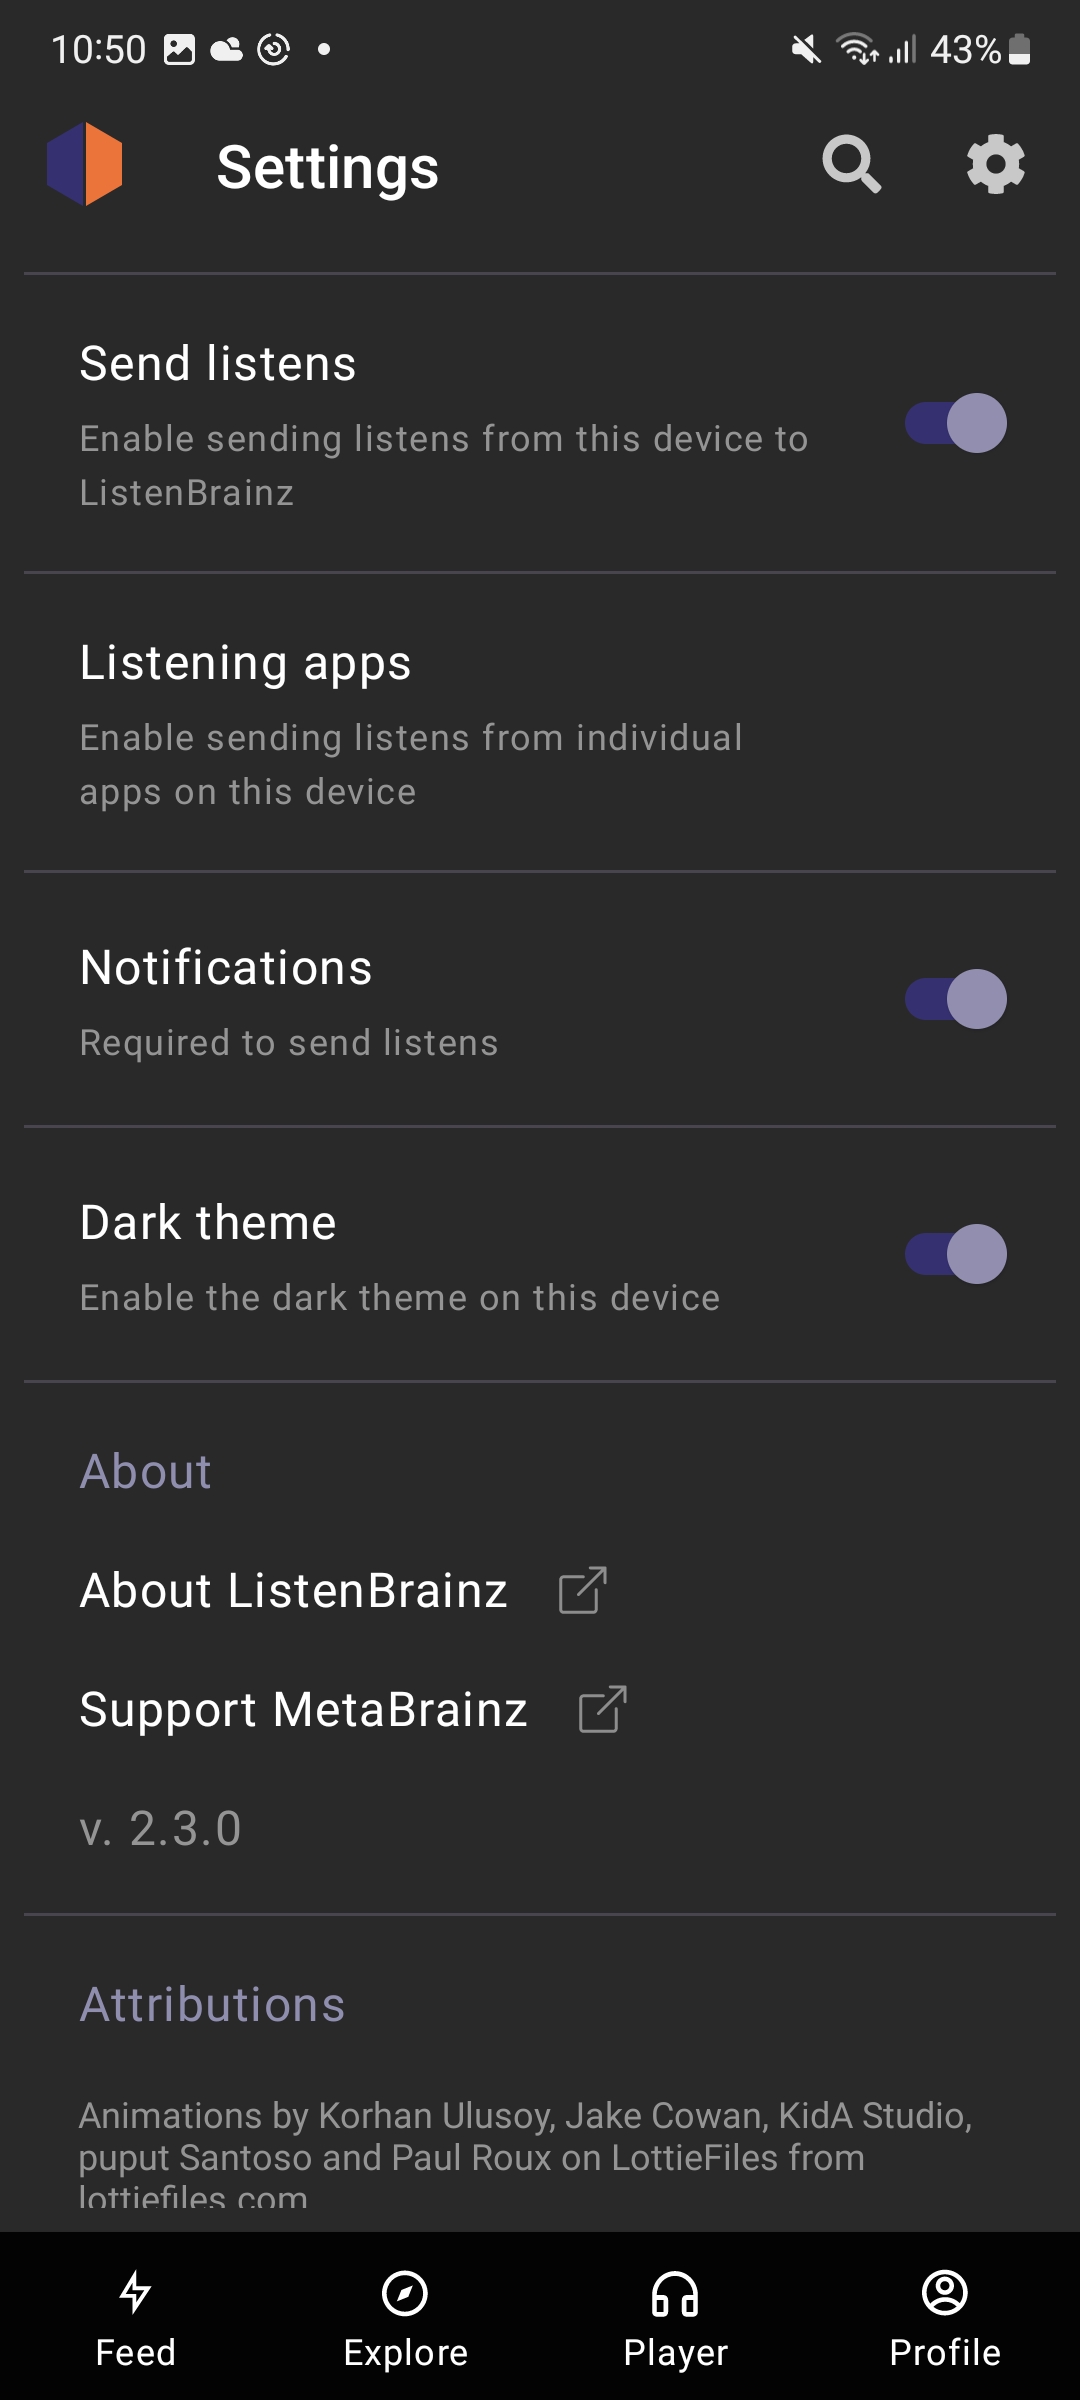 10:50
43%
Settings
Send listens
Enable sending listens from this device to
ListenBrainz
Listening apps
Enable sending listens from individual
apps on this device
Notifications
Required to send listens
Dark theme
Enable the dark theme on this device
About
About ListenBrainz
Support MetaBrainz
v. 2.3.0
Attributions
Animations by Korhan Ulusoy, Jake Cowan, KidA Studio,
puput Santoso and Paul Roux on LottieFiles from
lottiefiles.com
Feed
Explore
Player
Profile